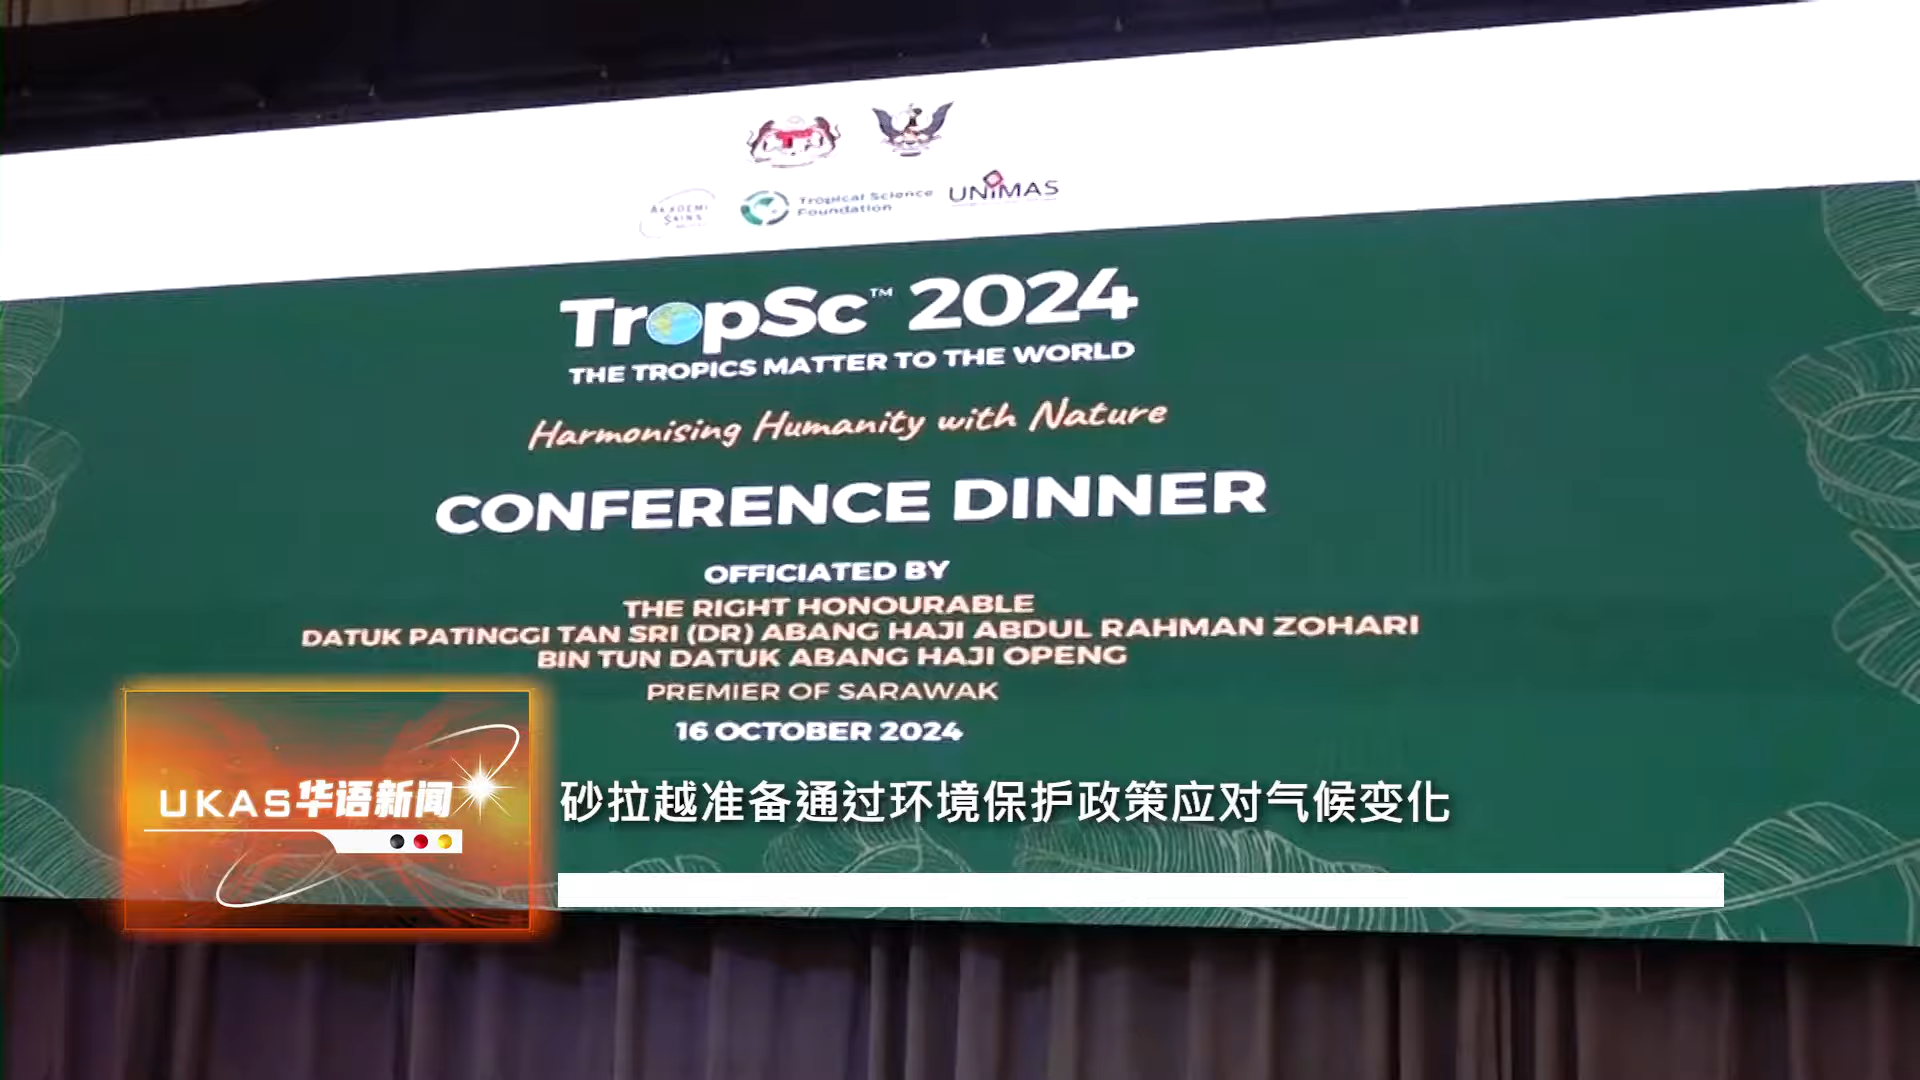 AKADEMI
SAINS
Tropical Science
Foundation
UNIMAS
TropSc™ 2024
THE TROPICS MATTER TO THE WORLD
Harmonising Humanity with Nature
CONFERENCE DINNER
OFFICIATED BY
THE RIGHT HONOURABLE
DATUK PATINGGI TAN SRI (DR) ABANG HAJI ABDUL RAHMAN ZOHARI
BIN TUN DATUK ABANG HAJI OPENG
PREMIER OF SARAWAK
16 OCTOBER 2024
UKAS华语新闻
砂拉越准备通过环境保护政策应对气候变化